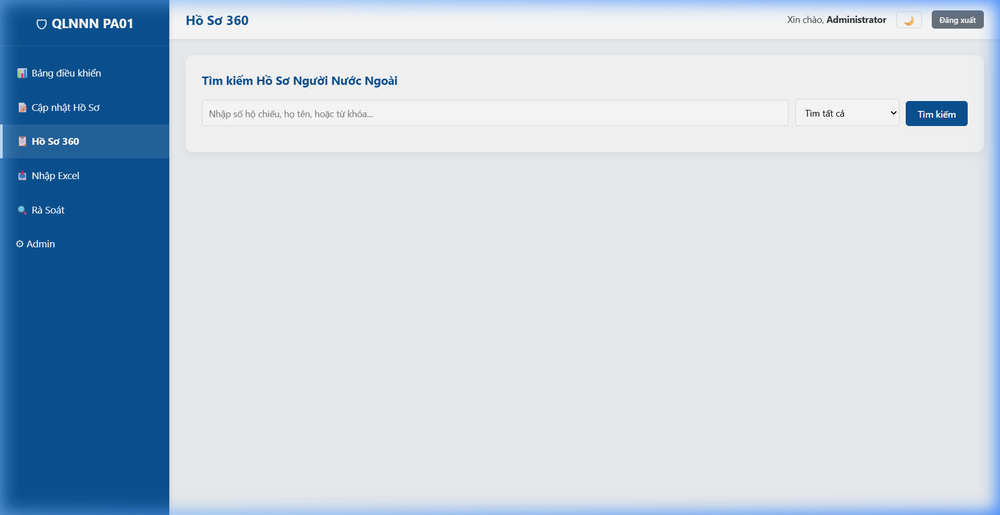 QLNNN PA01
Bảng điều khiển
Cập nhật Hồ Sơ
Hồ Sơ 360
Nhập Excel
Rà Soát
Admin
Hồ Sơ 360
Xin chào, Administrator
Đăng xuất
Tìm kiếm Hồ Sơ Người Nước Ngoài
Nhập số hộ chiếu, họ tên, hoặc từ khóa...
Tìm tất cả
Tìm kiếm